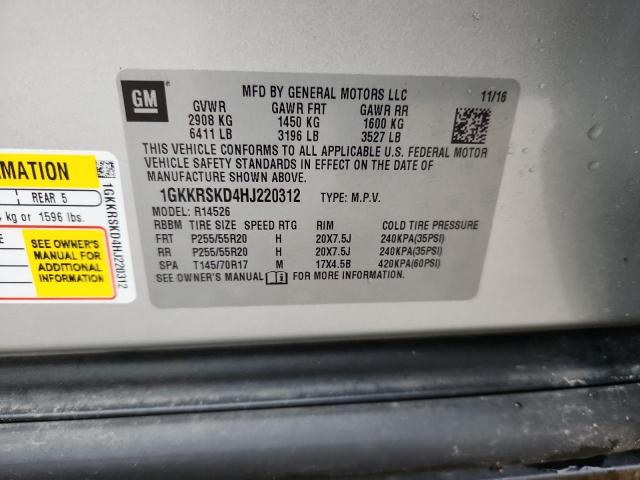 GM
MFD BY GENERAL MOTORS LLC 11/16
GVWR GAWR FRT GAWR RR
2908 KG 1450 KG 1600 KG
6411 LB 3196 LB 3527 LB
THIS VEHICLE CONFORMS TO ALL APPLICABLE U.S. FEDERAL MOTOR
VEHICLE SAFETY STANDARDS IN EFFECT ON THE DATE OF
MANUFACTURE SHOWN ABOVE.
1GKKRSKD4HJ220312 TYPE: M.P.V.
MODEL: R14526
RBBM TIRE SIZE SPEED RTG RIM COLD TIRE PRESSURE
FRT P255/55R20 H 20X7.5J 240KPA(35PSI)
RR P255/55R20 H 20X7.5J 240KPA(35PSI)
SPA T145/70R17 M 17X4.5B 420KPA(60PSI)
SEE OWNER'S MANUAL FOR MORE INFORMATION.
REAR 5
kg or 1596 lbs.
SEE OWNER'S
MANUAL FOR
ADDITIONAL
INFORMATION
1GKKRSKD4HJ220312